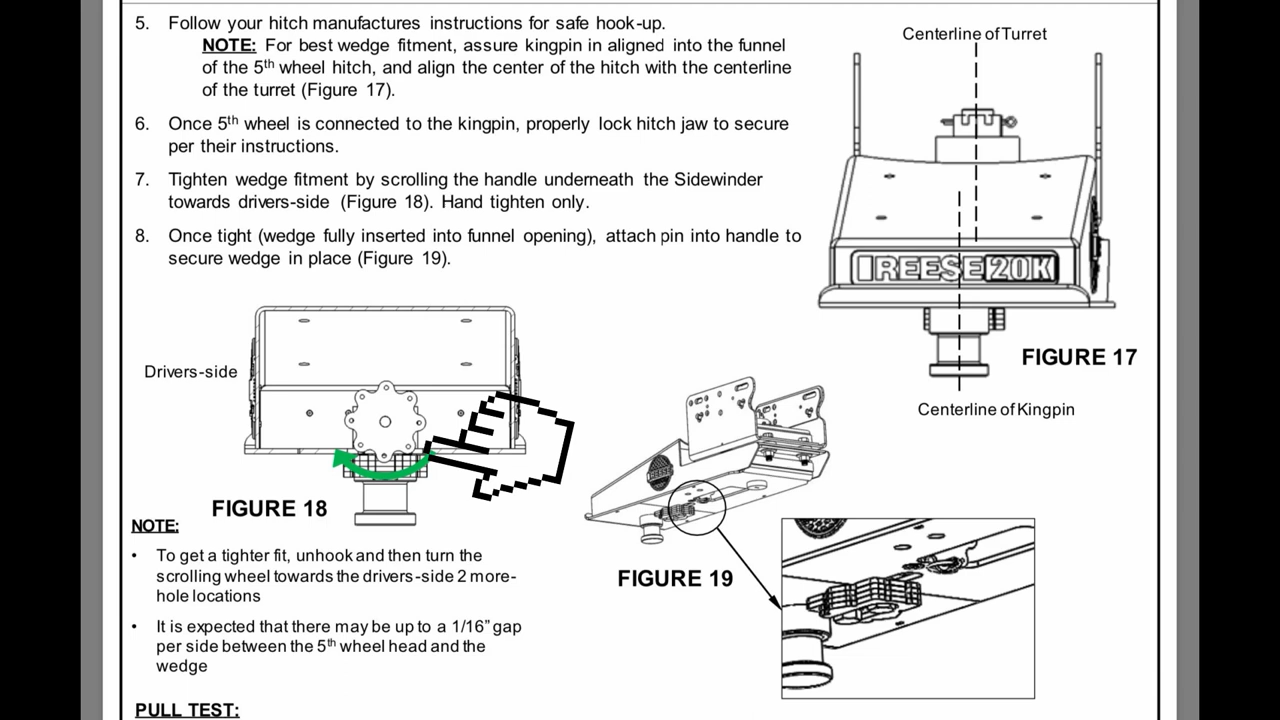 5. Follow your hitch manufactures instructions for safe hook-up.
NOTE: For best wedge fitment, assure kingpin in aligned into the funnel
of the 5th wheel hitch, and align the center of the hitch with the centerline
of the turret (Figure 17).
6. Once 5th wheel is connected to the kingpin, properly lock hitch jaw to secure
per their instructions.
7. Tighten wedge fitment by scrolling the handle underneath the Sidewinder
towards drivers-side (Figure 18). Hand tighten only.
8. Once tight (wedge fully inserted into funnel opening), attach pin into handle to
secure wedge in place (Figure 19).
Centerline of Turret
REESE 20K
FIGURE 17
Centerline of Kingpin
Drivers-side
FIGURE 18
REESE
FIGURE 19
NOTE:
• To get a tighter fit, unhook and then turn the
scrolling wheel towards the drivers-side 2 more-
hole locations
• It is expected that there may be up to a 1/16” gap
per side between the 5th wheel head and the
wedge
PULL TEST: